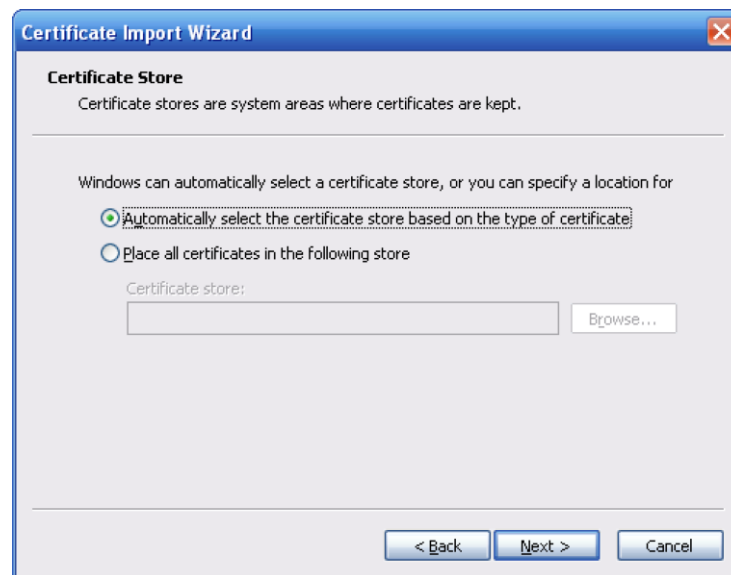 Certificate Import Wizard
Certificate Store
Certificate stores are system areas where certificates are kept.
Windows can automatically select a certificate store, or you can specify a location for
Automatically select the certificate store based on the type of certificate
Place all certificates in the following store
Certificate store:
Browse...
< Back
Next >
Cancel